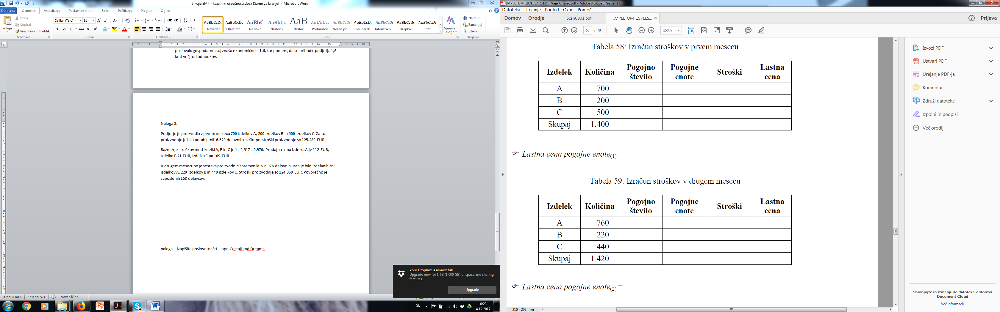 9. vaje EMP - kazalniki uspešnosti.docx [Samo za branje] - Microsoft Word
Datoteka Osnovno Vstavljanje Postavitev strani Sklici Pošiljanje Pregled Ogled
Prilepi
Izreži
Kopiraj
Preslikovalnik oblik
Odložišče
Calibri (Telo) 11
Pisava
Odstavek
AaBbCcDc AaBbCcDc AaBbC AaBbCc AaB AaBbCc. AaBbCcDc AaBbCcDc AaBbCcDc AaBbCcDc AaBbCcDc
¶ Navaden ¶ Brez raz... Naslov 1 Naslov 2 Naslov Podnaslov Nežen po... Poudarek Intenziven... Krepko Citat
Slogi
Spremeni
sloge
Najdi
Zamenjaj
Izberi
Urejanje
poslovalo gospodarno, saj znaša ekonomičnost 1,6, kar pomeni, da so prihodki podjetja 1,6
krat večji od odhodkov.
Naloga 8:
Podjetje je proizvedlo v prvem mesecu 700 izdelkov A, 200 izdelkov B in 500 izdelkov C. Za to
proizvodnjo je bilo porabljenih 6.520 delovnih ur. Skupni stroški proizvodnje so 125.280 EUR.
Razmerje stroškov med izdelki A, B in C je 1 : 0,517 : 0,970. Prodajna cena izdelka A je 112 EUR,
izdelka B 21 EUR, izdelka C pa 109 EUR.
V drugem mesecu se je sestava proizvodnje spremenila. V 6.976 delovnih urah je bilo izdelanih 760
izdelkov A, 220 izdelkov B in 440 izdelkov C. Stroški proizvodnje so 124.950 EUR. Povprečno je
zaposlenih 168 delavcev.
naloga – Napišite poslovni načrt – npr. Coctail and Dreams
Your Dropbox is almost full
Upgrade now for 1 TB (1,000 GB) of space and sharing
features.
Upgrade
Stran: 4 od 4 Besede: 571 slovenščina
SL
0:23
4.12.2017
IMPLETUM_197LESARSTVO_Vaje_Crncec.pdf - Adobe Acrobat Reader DC
Datoteka Urejanje Pogled Okno Pomoč
Domov Orodja Scan0001.pdf IMPLETUM_197LES... Prijava
58 / 78 150%
Tabela 58: Izračun stroškov v prvem mesecu
Izdelek Količina Pogojno število Pogojne enote Stroški Lastna cena
A 700
B 200
C 500
Skupaj 1.400
Lastna cena pogojne enote(1) =
Tabela 59: Izračun stroškov v drugem mesecu
Izdelek Količina Pogojno število Pogojne enote Stroški Lastna cena
A 760
B 220
C 440
Skupaj 1.420
Lastna cena pogojne enote(2) =
210 x 297 mm
Izvozi PDF
Ustvari PDF
Urejanje PDF-ja
Komentar
Združi datoteke
Izpolni in podpiši
Več orodij
Shranjujte in izmenjujte datoteke v storitvi
Document Cloud
Več informacij